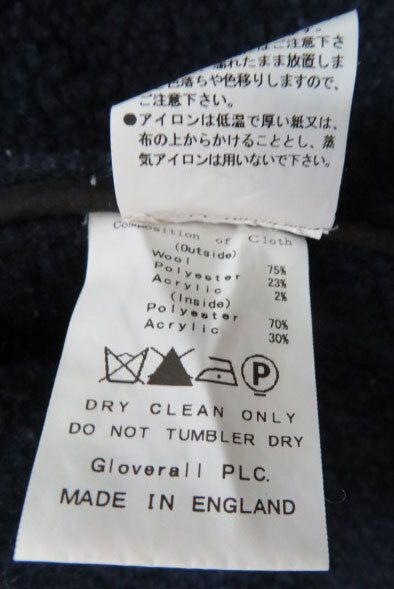 はご注意下さ
濡れたまま放置しま
色落ちや色移りしますので、
ご注意下さい。
●アイロンは低温で厚い紙又は、
布の上からかけることとし、蒸
気アイロンは用いないで下さい。
Composition of Cloth
(Outside)
Wool 75%
Polyester 23%
Acrylic 2%
(Inside)
Polyester 70%
Acrylic 30%
P
DRY CLEAN ONLY
DO NOT TUMBLER DRY
Gloverall PLC.
MADE IN ENGLAND